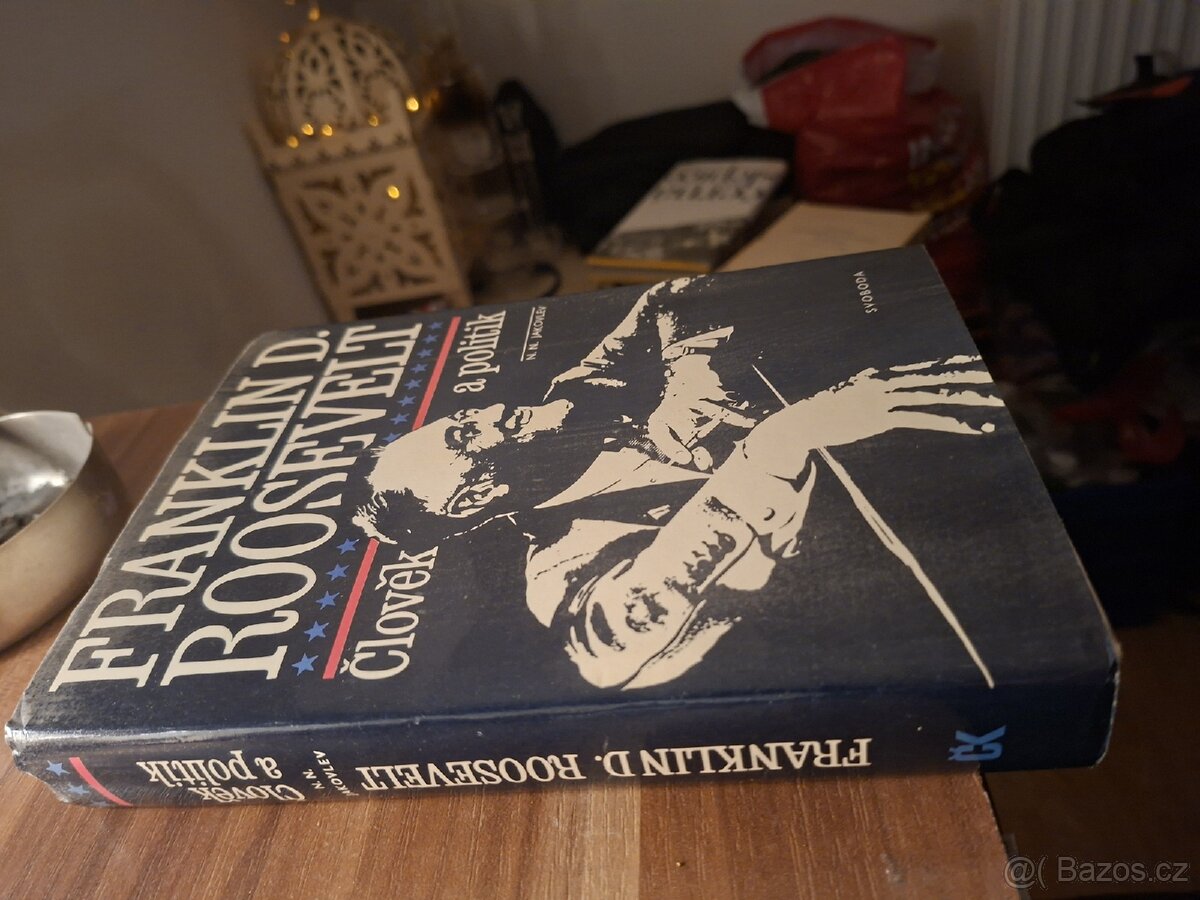 FRANKLIN D.
ROOSEVELT
Člověk
a politik
N. N. JAKOVLEV
SVOBODA
FRANKLIN D. ROOSEVELT
N. N.
JAKOVLEV
Člověk
a politik
ČK
@( Bazos.cz